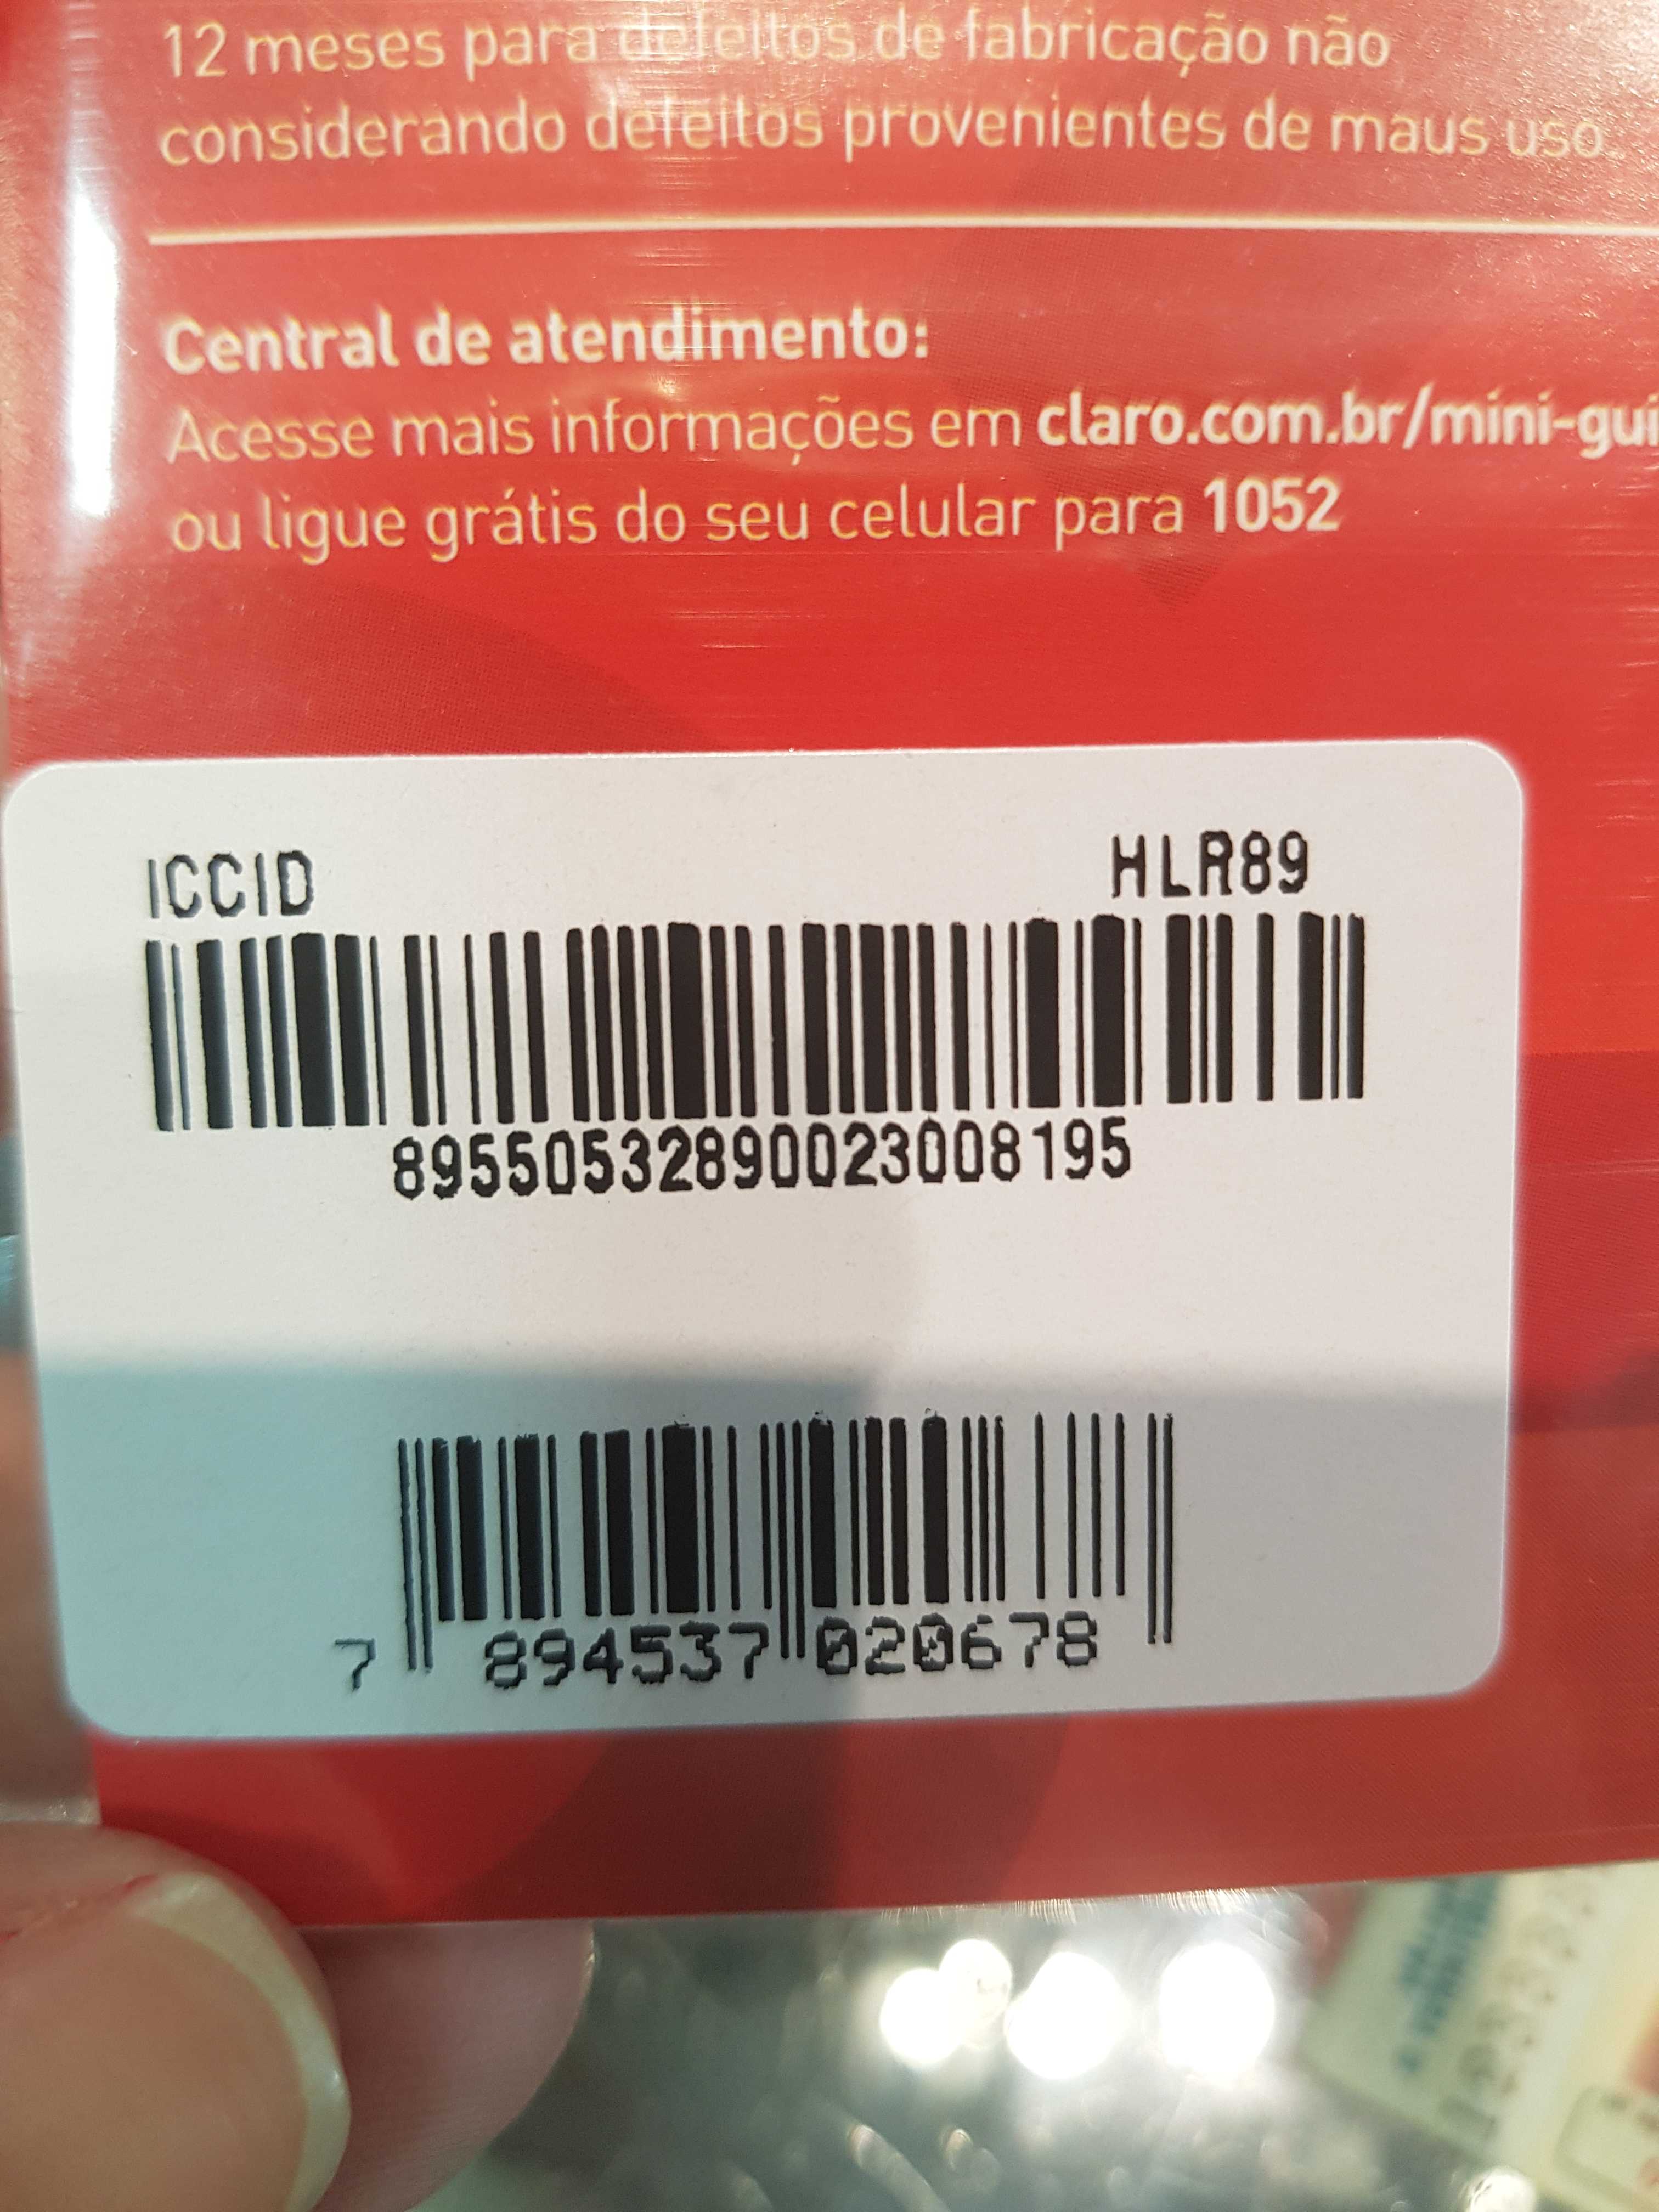 12 meses para defeitos de fabricação não
considerando defeitos provenientes de maus uso.
Central de atendimento:
Acesse mais informações em claro.com.br/mini-gui
ou ligue grátis do seu celular para 1052
ICCID HLR89
89550532890023008195
7 894537 020678